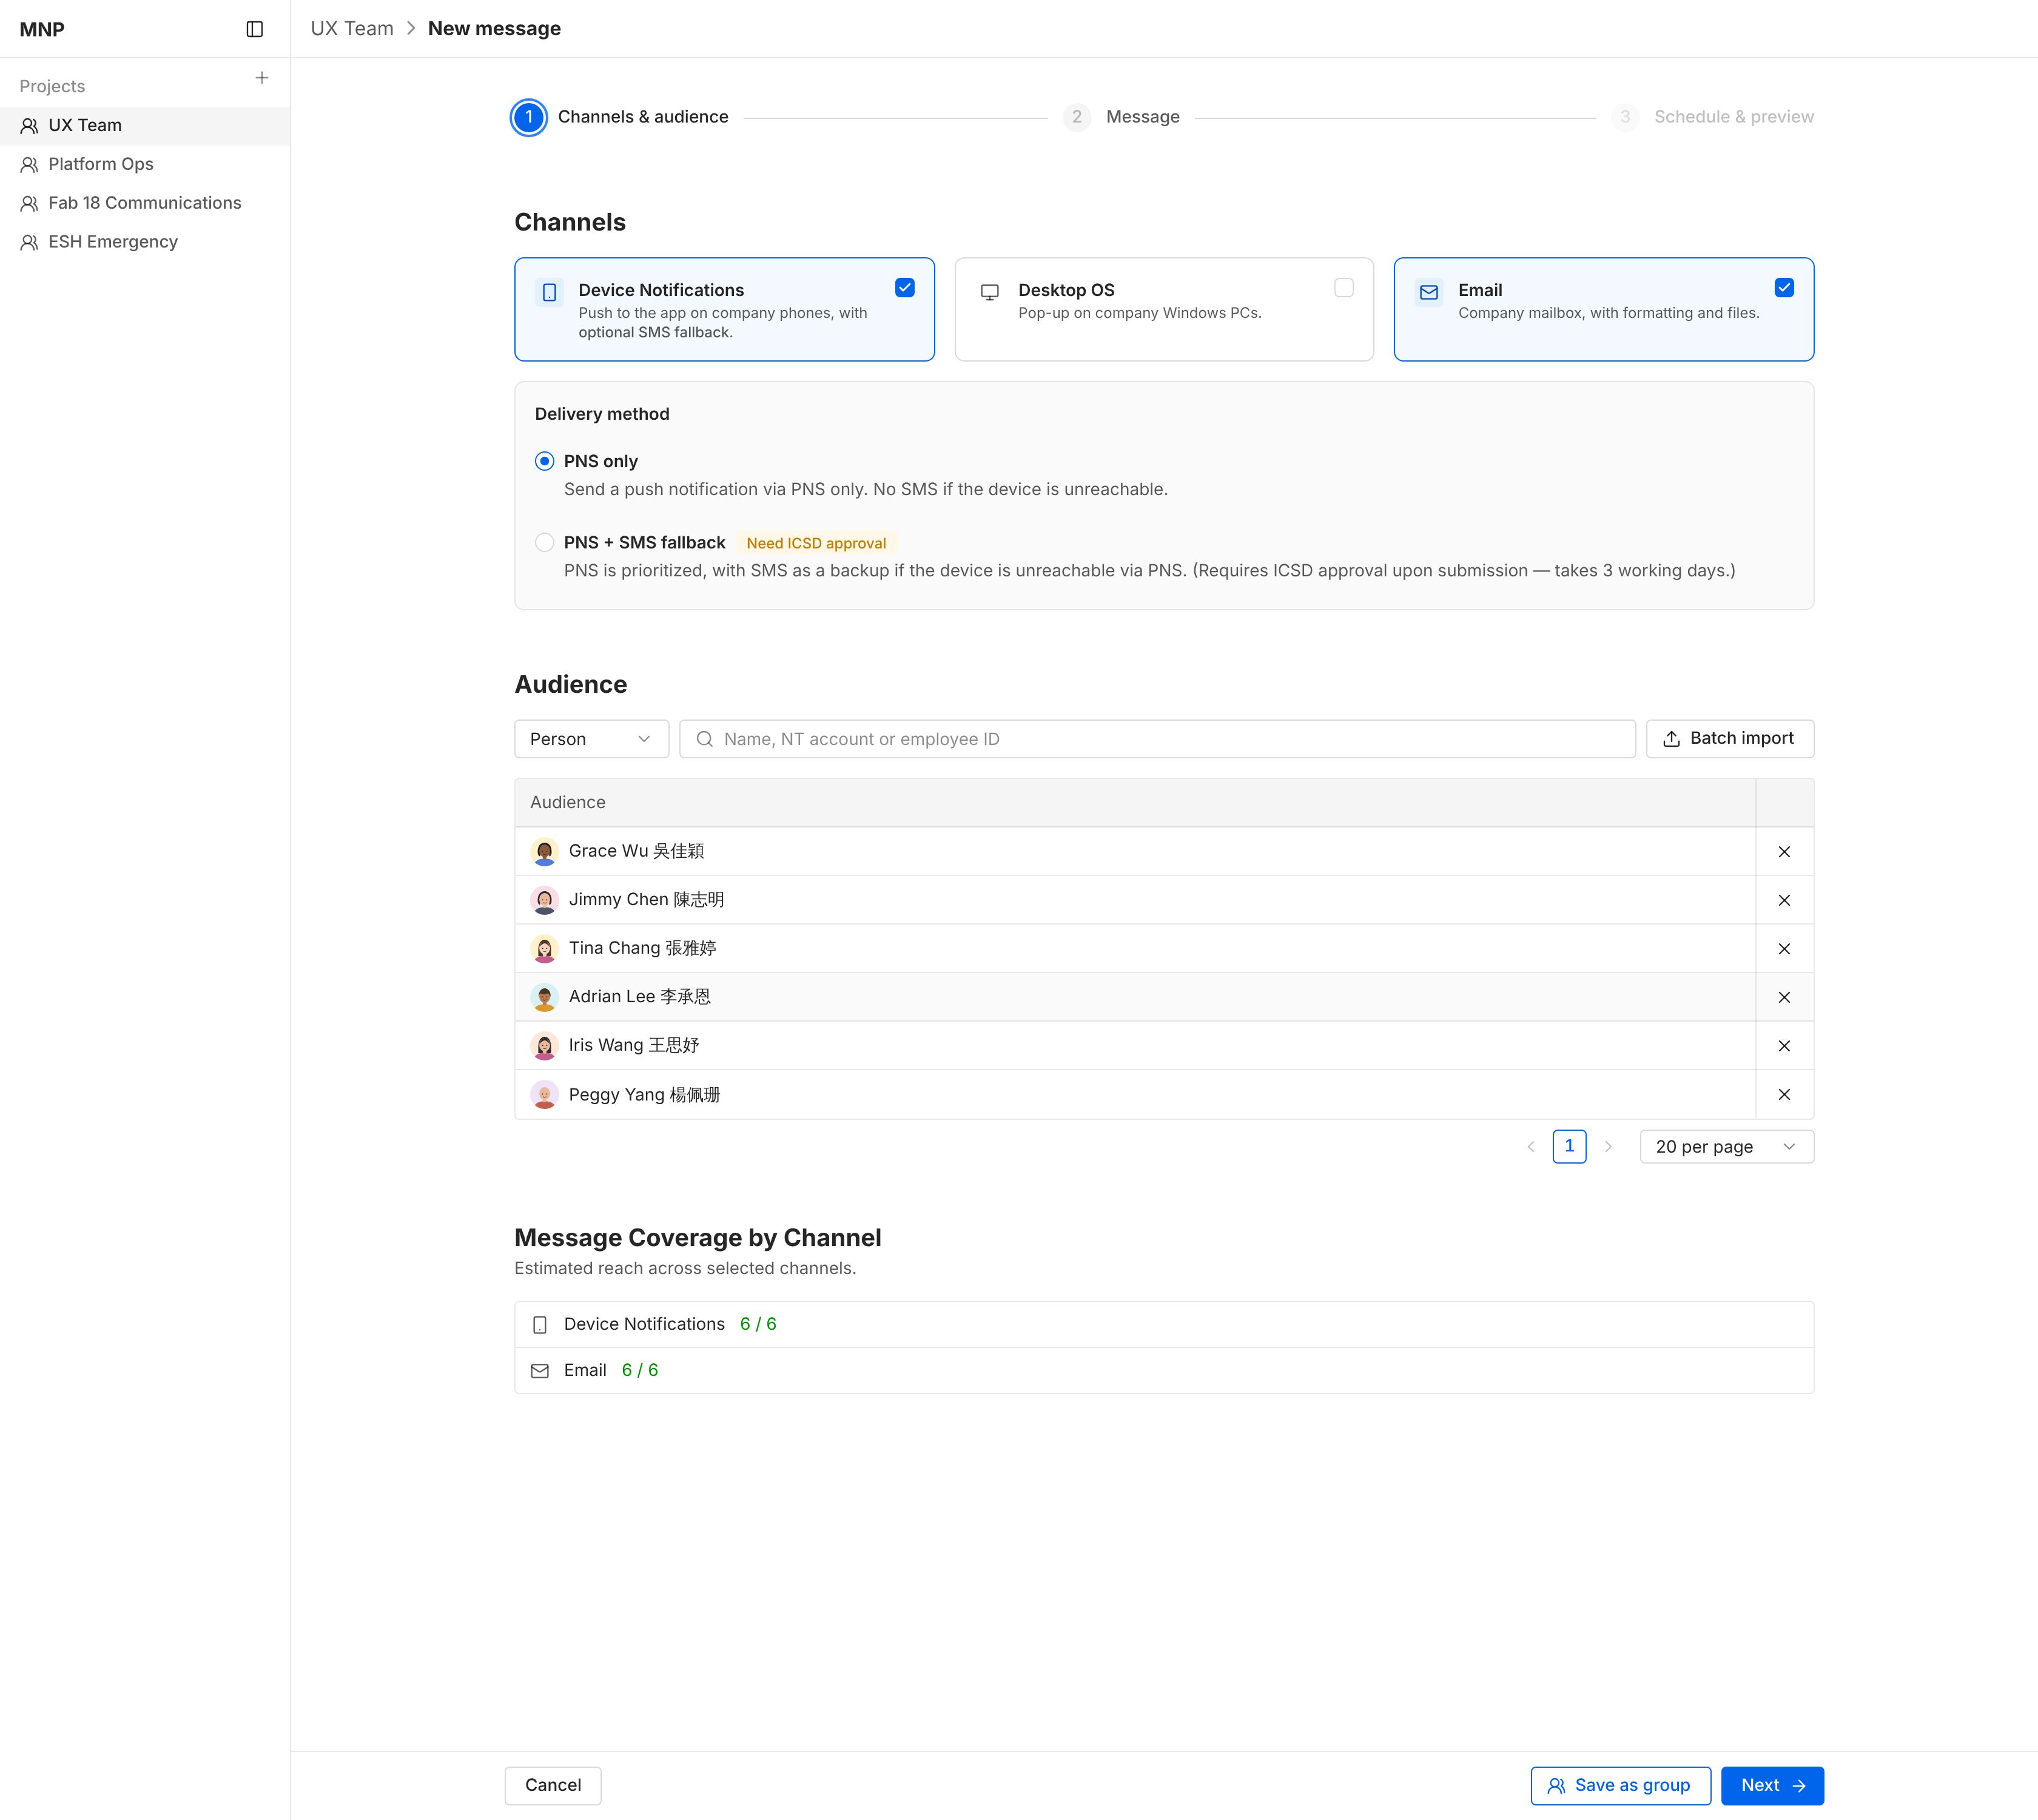 MNP
Projects
UX Team
Platform Ops
Fab 18 Communications
ESH Emergency
UX Team > New message
1 Channels & audience
2 Message
3 Schedule & preview
Channels
Device Notifications
Push to the app on company phones, with
optional SMS fallback.
Desktop OS
Pop-up on company Windows PCs.
Email
Company mailbox, with formatting and files.
Delivery method
PNS only
Send a push notification via PNS only. No SMS if the device is unreachable.
PNS + SMS fallback Need ICSD approval
PNS is prioritized, with SMS as a backup if the device is unreachable via PNS. (Requires ICSD approval upon submission — takes 3 working days.)
Audience
Person
Name, NT account or employee ID
Batch import
Audience
Grace Wu 吳佳穎
Jimmy Chen 陳志明
Tina Chang 張雅婷
Adrian Lee 李承恩
Iris Wang 王思妤
Peggy Yang 楊佩珊
1
20 per page
Message Coverage by Channel
Estimated reach across selected channels.
Device Notifications 6 / 6
Email 6 / 6
Cancel
Save as group
Next